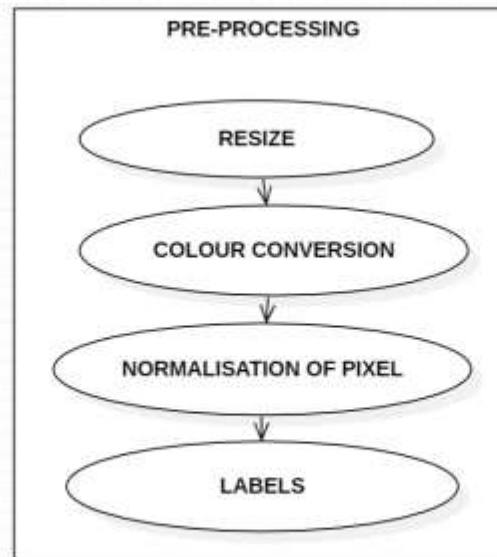 PRE-PROCESSING
RESIZE
COLOUR CONVERSION
NORMALISATION OF PIXEL
LABELS